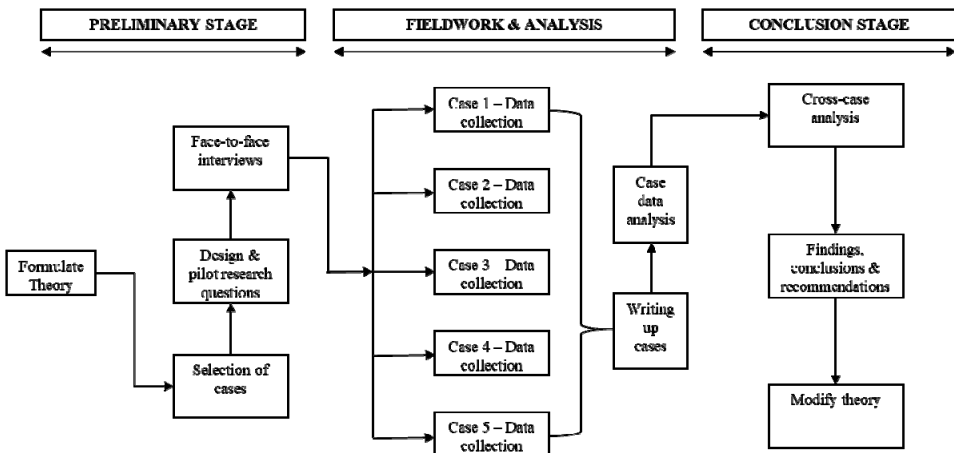 PRELIMINARY STAGE
FIELDWORK & ANALYSIS
CONCLUSION STAGE
Formulate
Theory
Selection of
cases
Design &
pilot research
questions
Face-to-face
interviews
Case 1 – Data
collection
Case 2 – Data
collection
Case 3 Data
collection
Case 4 – Data
collection
Case 5 – Data
collection
Writing
up
cases
Case
data
analysis
Cross-case
analysis
Findings,
conclusions &
recommendations
Modify theory